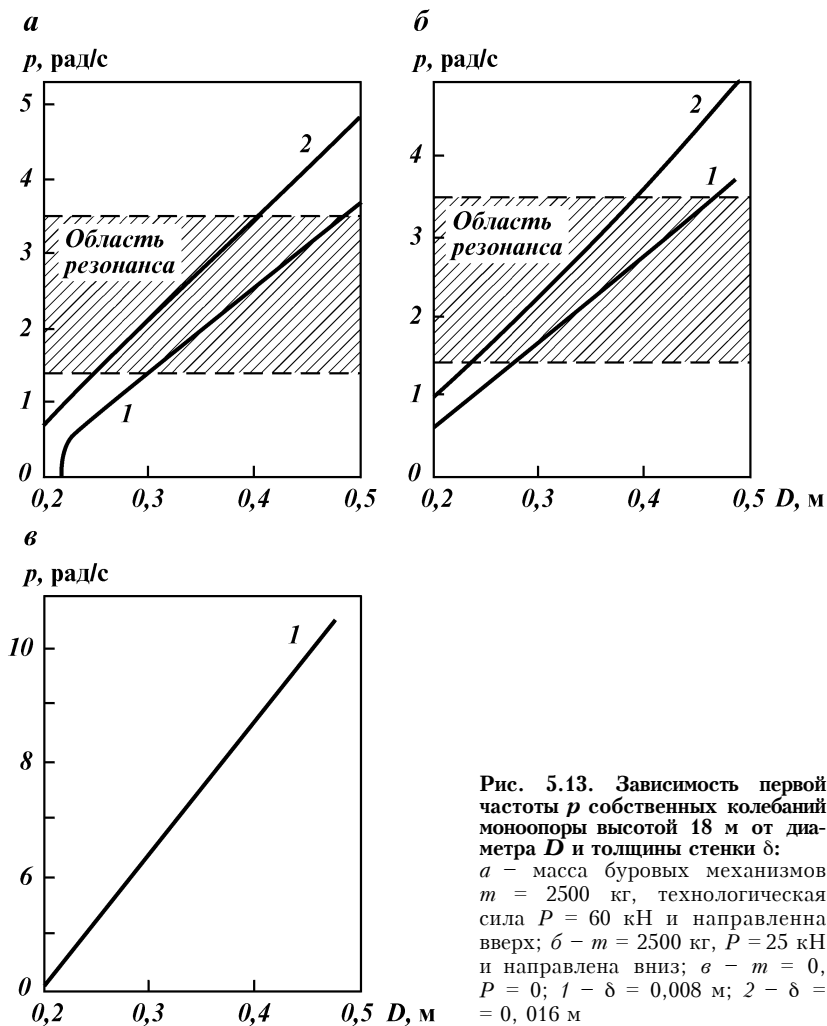 а
р, рад/с
5
4
3
2
1
0
0,2 0,3 0,4 0,5
2
Область
резонанса
1
б
р, рад/с
4
3
2
1
0
0,2 0,3 0,4 0,5 D, м
2
1
Область
резонанса
в
р, рад/с
10
8
6
0
0,2 0,3 0,4 0,5 D, м
1
Рис. 5.13. Зависимость первой
частоты р собственных колебаний
моноопоры высотой 18 м от диа-
метра D и толщины стенки δ:
а – масса буровых механизмов
m = 2500 кг, технологическая
сила P = 60 кН и направленна
вверх; б – m = 2500 кг, P = 25 кН
и направлена вниз; в – m = 0,
P = 0; 1 – δ = 0,008 м; 2 – δ =
= 0, 016 м